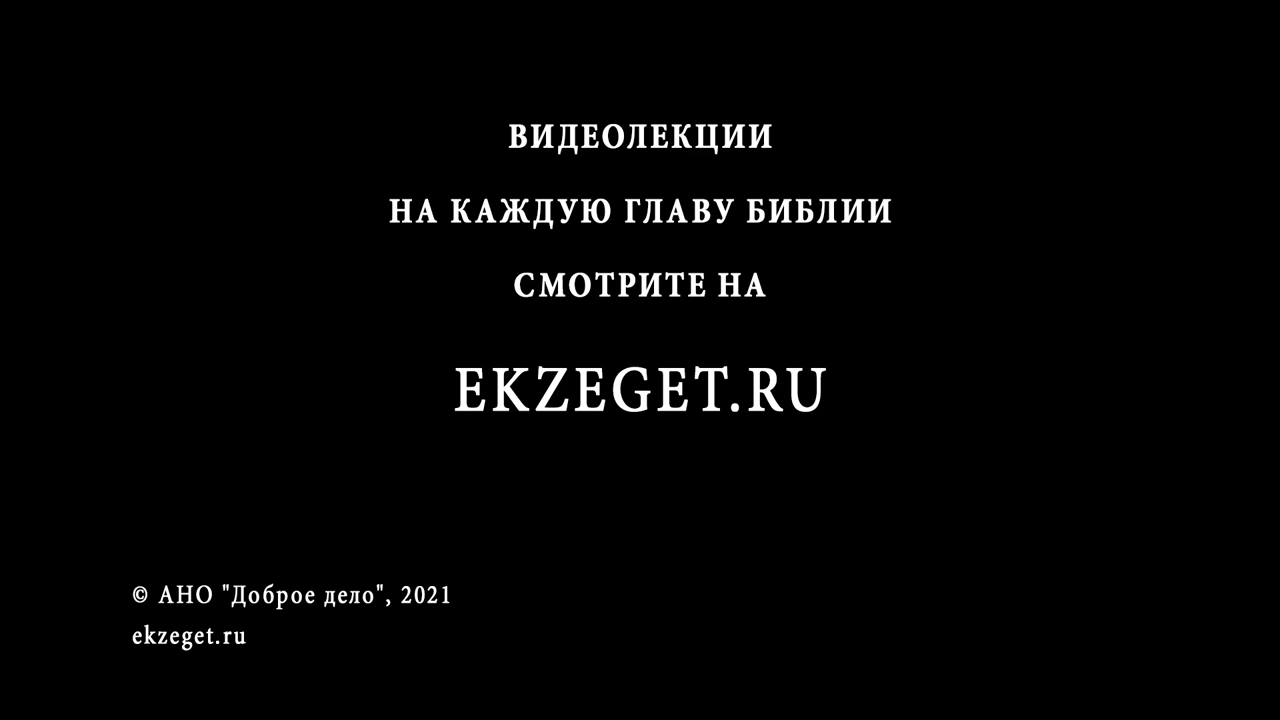 ВИДЕОЛЕКЦИИ
НА КАЖДУЮ ГЛАВУ БИБЛИИ
СМОТРИТЕ НА
EKZEGET.RU
© АНО "Доброе дело", 2021
ekzeget.ru